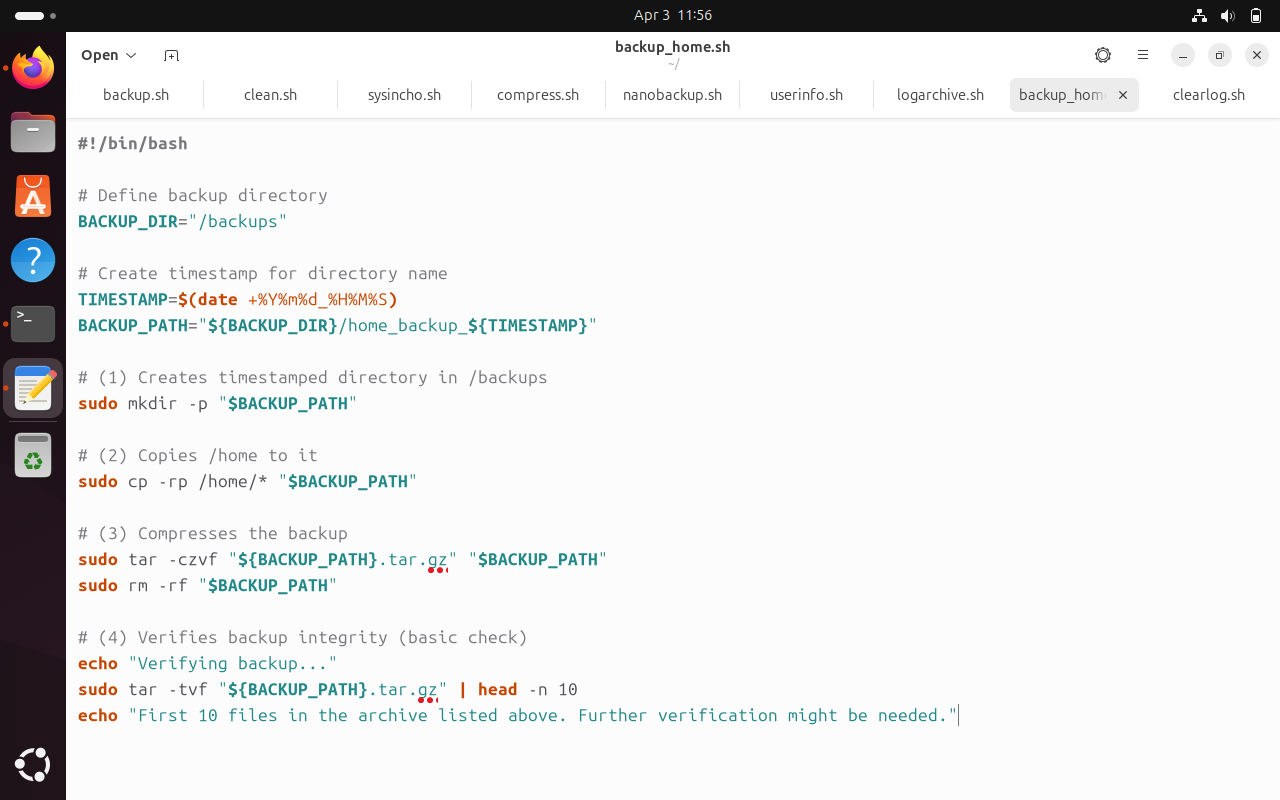 Apr 3 11:56
Open
backup_home.sh
~/
backup.sh
clean.sh
sysincho.sh
compress.sh
nanobackup.sh
userinfo.sh
logarchive.sh
backup_hom
clearlog.sh
#!/bin/bash
# Define backup directory
BACKUP_DIR="/backups"
# Create timestamp for directory name
TIMESTAMP=$(date +%Y%m%d_%H%M%S)
BACKUP_PATH="${BACKUP_DIR}/home_backup_${TIMESTAMP}"
# (1) Creates timestamped directory in /backups
sudo mkdir -p "$BACKUP_PATH"
# (2) Copies /home to it
sudo cp -rp /home/* "$BACKUP_PATH"
# (3) Compresses the backup
sudo tar -czvf "${BACKUP_PATH}.tar.gz" "$BACKUP_PATH"
sudo rm -rf "$BACKUP_PATH"
# (4) Verifies backup integrity (basic check)
echo "Verifying backup..."
sudo tar -tvf "${BACKUP_PATH}.tar.gz" | head -n 10
echo "First 10 files in the archive listed above. Further verification might be needed."